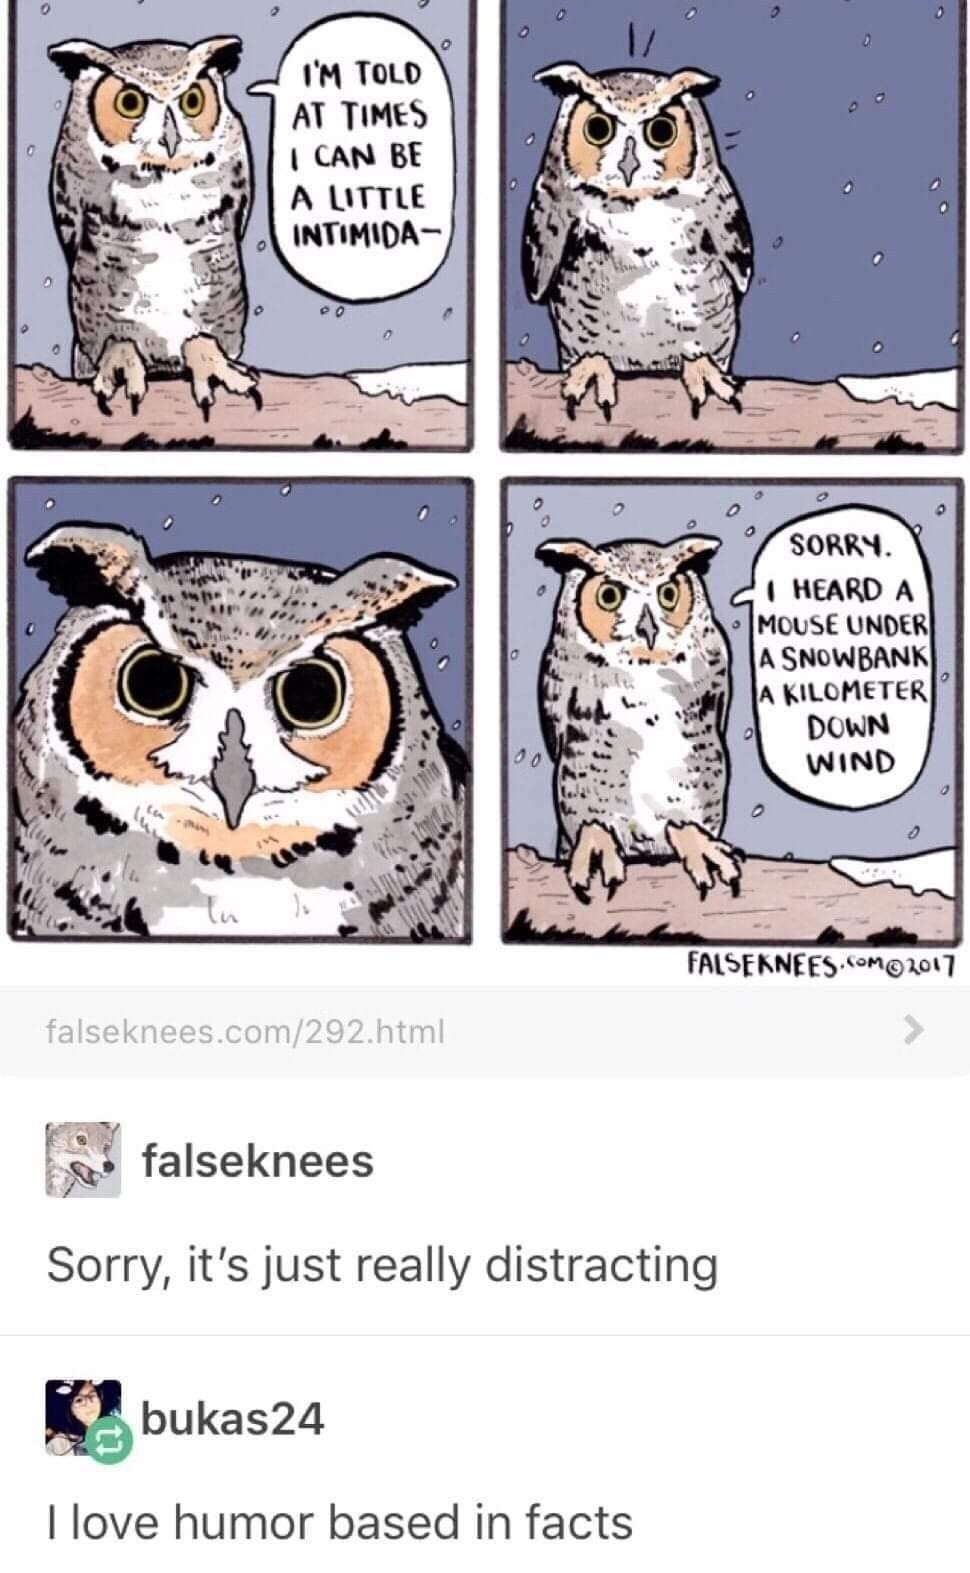 I'M TOLD
AT TIMES
I CAN BE
A LITTLE
INTIMIDA-
SORRY.
I HEARD A
MOUSE UNDER
A SNOWBANK
A KILOMETER
DOWN
WIND
FALSEKNEES.COM©2017
falseknees.com/292.html
falseknees
Sorry, it's just really distracting
bukas24
I love humor based in facts